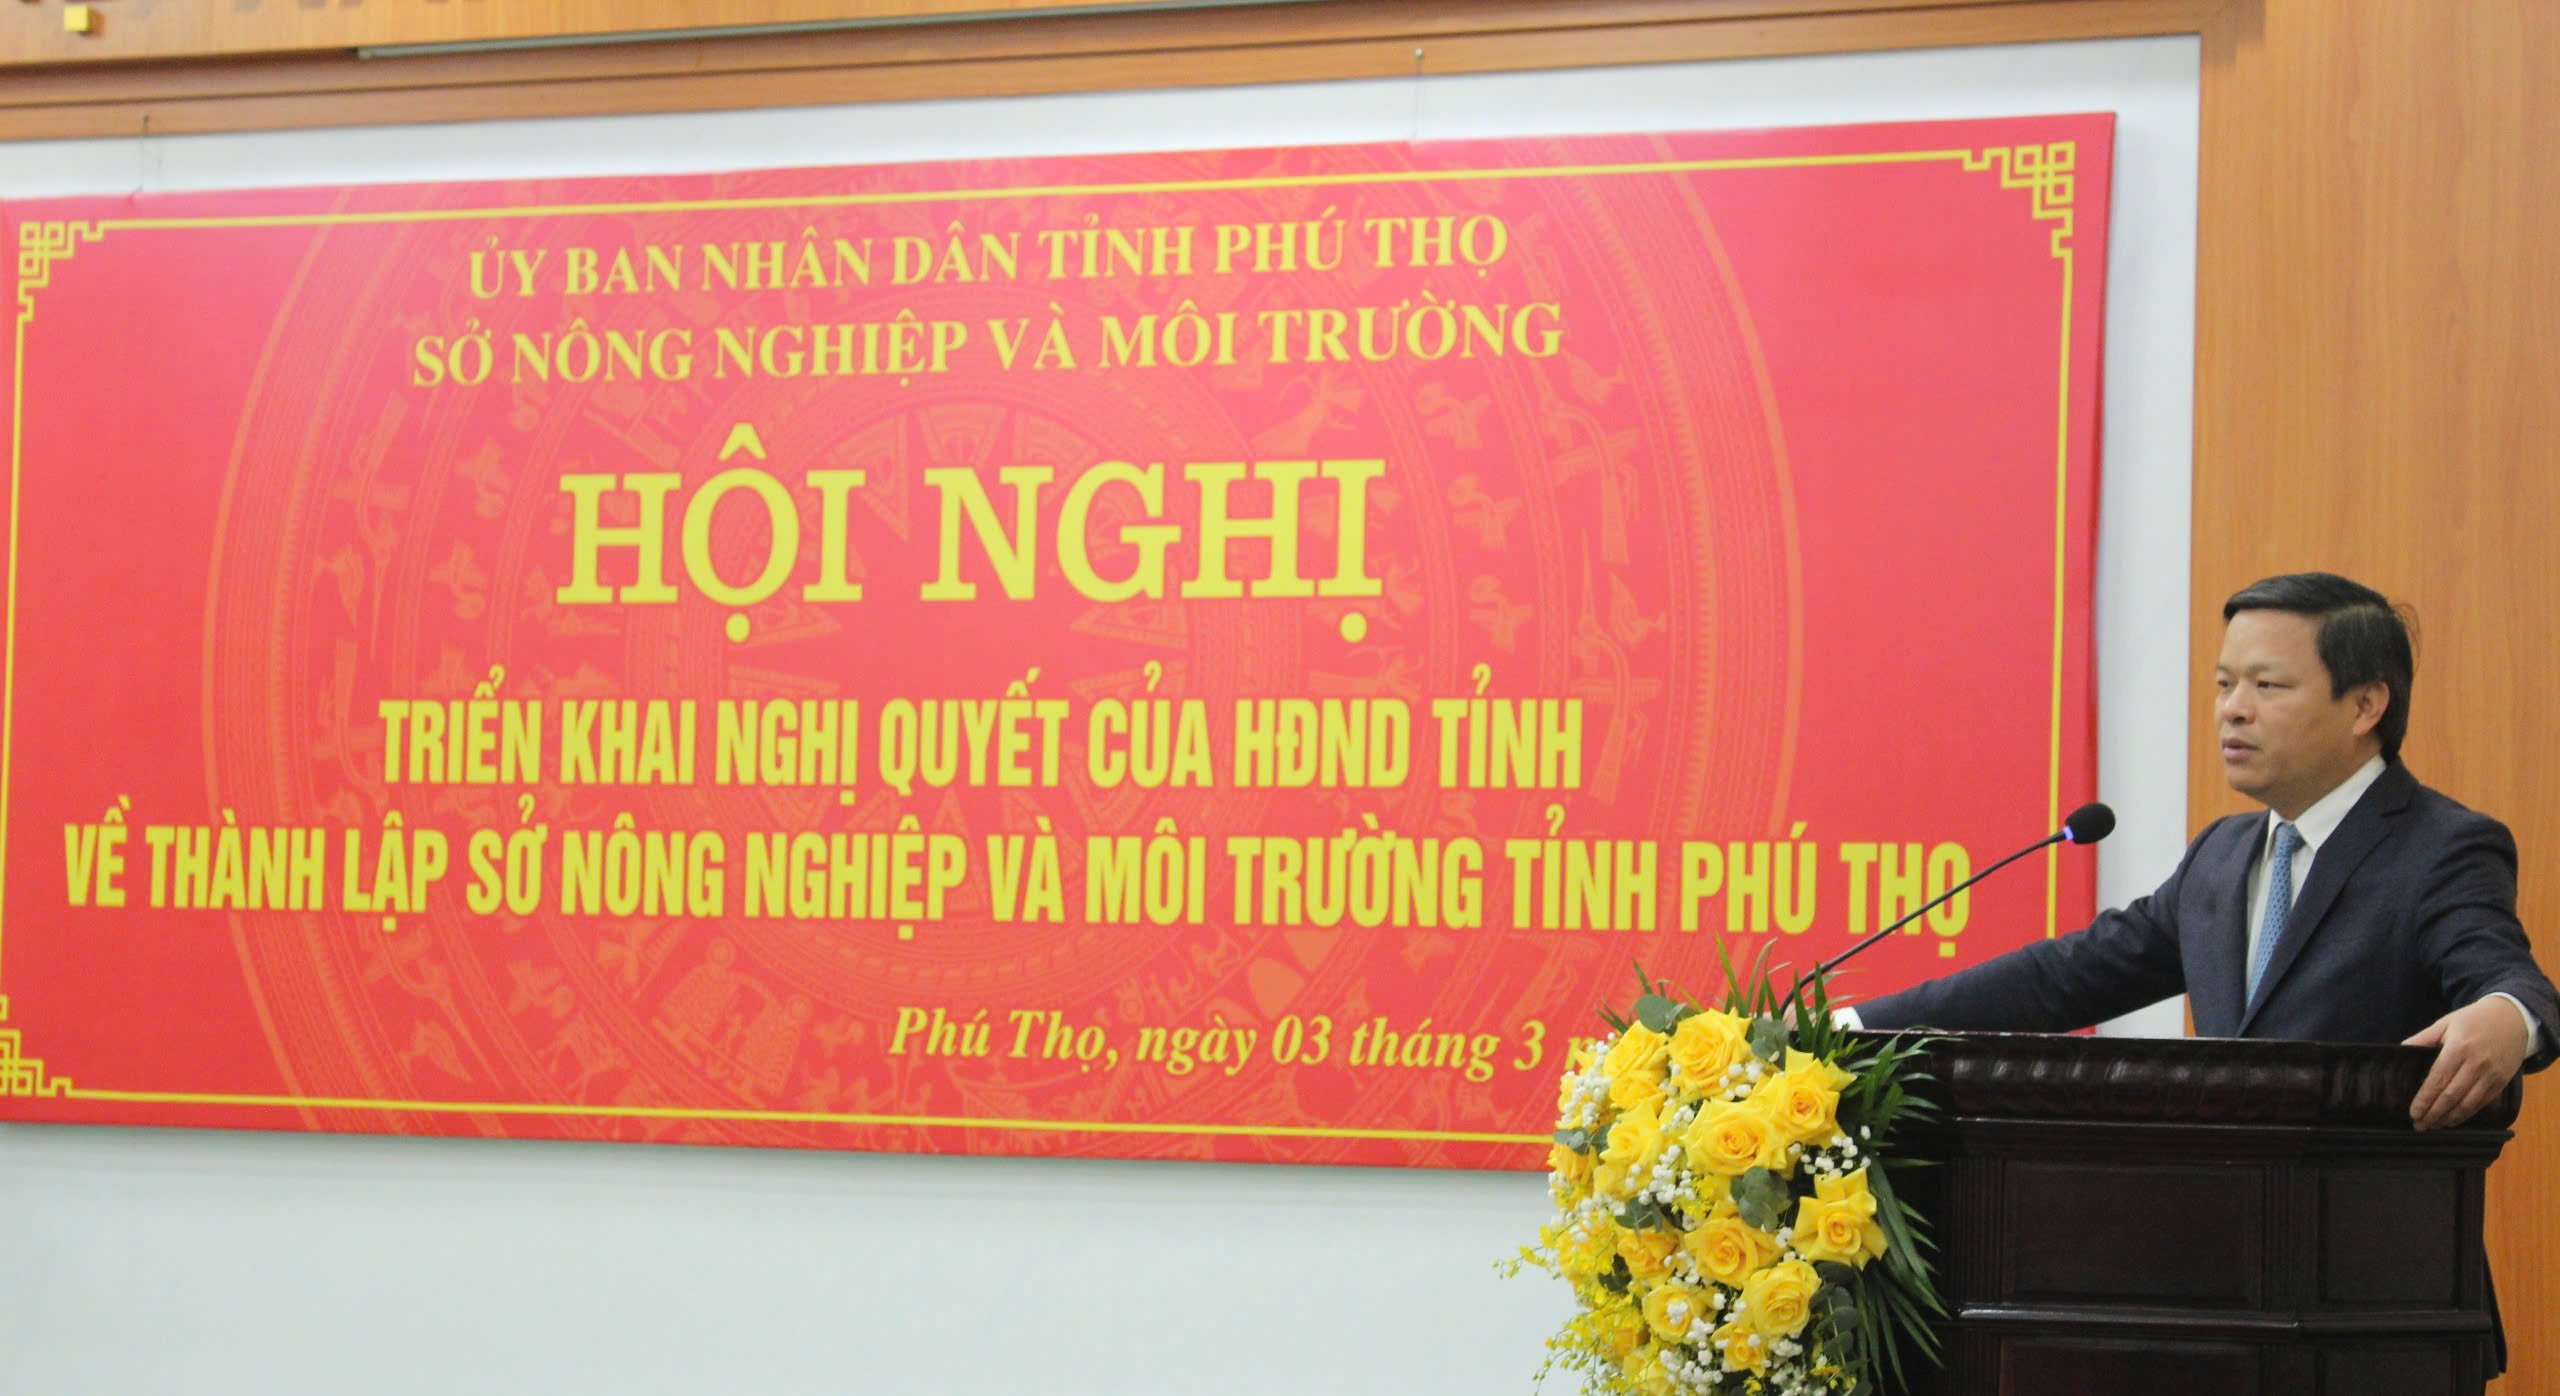 ỦY BAN NHÂN DÂN TỈNH PHÚ THỌ
SỞ NÔNG NGHIỆP VÀ MÔI TRƯỜNG
HỘI NGHỊ
TRIỂN KHAI NGHỊ QUYẾT CỦA HĐND TỈNH
VỀ THÀNH LẬP SỞ NÔNG NGHIỆP VÀ MÔI TRƯỜNG TỈNH PHÚ THỌ
Phú Thọ, ngày 03 tháng 3